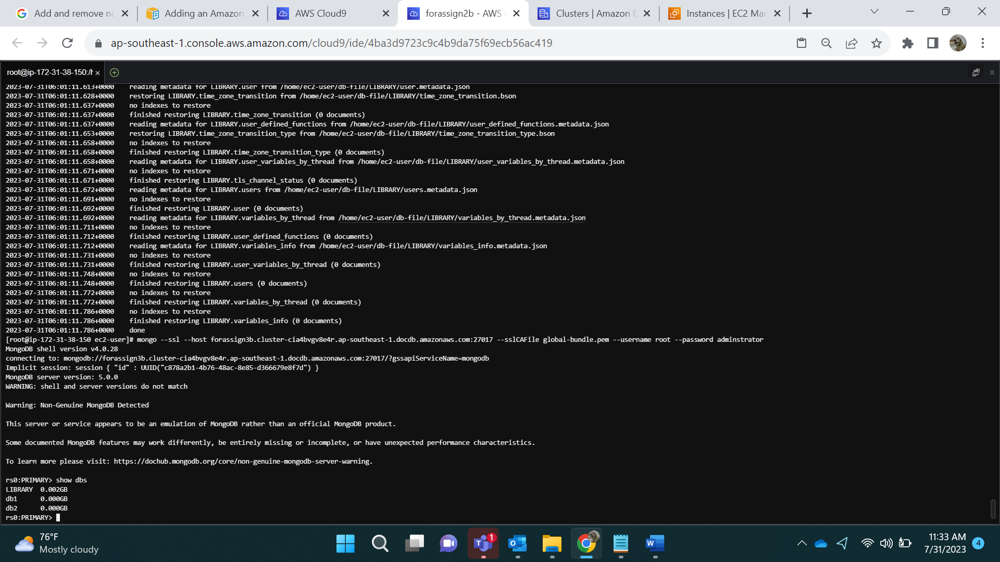 Add and remove no
Adding an Amazon
AWS Cloud9
forassign2b - AWS
Clusters | Amazon D
Instances | EC2 Man
ap-southeast-1.console.aws.amazon.com/cloud9/ide/4ba3d9723c9c4b9da75f69ecb56ac419
root@ip-172-31-38-150:/h
2023-07-31T06:01:11.613+0000 reading metadata for LIBRARY.user from /home/ec2-user/db-file/LIBRARY/user.metadata.json
2023-07-31T06:01:11.628+0000 restoring LIBRARY.time_zone_transition from /home/ec2-user/db-file/LIBRARY/time_zone_transition.bson
2023-07-31T06:01:11.637+0000 no indexes to restore
2023-07-31T06:01:11.637+0000 finished restoring LIBRARY.time_zone_transition (0 documents)
2023-07-31T06:01:11.637+0000 reading metadata for LIBRARY.user_defined_functions from /home/ec2-user/db-file/LIBRARY/user_defined_functions.metadata.json
2023-07-31T06:01:11.653+0000 restoring LIBRARY.time_zone_transition_type from /home/ec2-user/db-file/LIBRARY/time_zone_transition_type.bson
2023-07-31T06:01:11.658+0000 no indexes to restore
2023-07-31T06:01:11.658+0000 finished restoring LIBRARY.time_zone_transition_type (0 documents)
2023-07-31T06:01:11.658+0000 reading metadata for LIBRARY.user_variables_by_thread from /home/ec2-user/db-file/LIBRARY/user_variables_by_thread.metadata.json
2023-07-31T06:01:11.671+0000 no indexes to restore
2023-07-31T06:01:11.671+0000 finished restoring LIBRARY.tls_channel_status (0 documents)
2023-07-31T06:01:11.672+0000 reading metadata for LIBRARY.users from /home/ec2-user/db-file/LIBRARY/users.metadata.json
2023-07-31T06:01:11.691+0000 no indexes to restore
2023-07-31T06:01:11.692+0000 finished restoring LIBRARY.user (0 documents)
2023-07-31T06:01:11.692+0000 reading metadata for LIBRARY.variables_by_thread from /home/ec2-user/db-file/LIBRARY/variables_by_thread.metadata.json
2023-07-31T06:01:11.711+0000 no indexes to restore
2023-07-31T06:01:11.712+0000 finished restoring LIBRARY.user_defined_functions (0 documents)
2023-07-31T06:01:11.712+0000 reading metadata for LIBRARY.variables_info from /home/ec2-user/db-file/LIBRARY/variables_info.metadata.json
2023-07-31T06:01:11.731+0000 no indexes to restore
2023-07-31T06:01:11.731+0000 finished restoring LIBRARY.user_variables_by_thread (0 documents)
2023-07-31T06:01:11.748+0000 no indexes to restore
2023-07-31T06:01:11.748+0000 finished restoring LIBRARY.users (0 documents)
2023-07-31T06:01:11.772+0000 no indexes to restore
2023-07-31T06:01:11.772+0000 finished restoring LIBRARY.variables_by_thread (0 documents)
2023-07-31T06:01:11.786+0000 no indexes to restore
2023-07-31T06:01:11.786+0000 finished restoring LIBRARY.variables_info (0 documents)
2023-07-31T06:01:11.786+0000 done
[root@ip-172-31-38-150 ec2-user]# mongo --ssl --host forassign3b.cluster-cia4bvgv8e4r.ap-southeast-1.docdb.amazonaws.com:27017 --sslCAFile global-bundle.pem --username root --password adminstrator
MongoDB shell version v4.0.28
connecting to: mongodb://forassign3b.cluster-cia4bvgv8e4r.ap-southeast-1.docdb.amazonaws.com:27017/?gssapiServiceName=mongodb
Implicit session: session { "id" : UUID("c878a2b1-4b76-48ac-8e85-d366679e8f7d") }
MongoDB server version: 5.0.0
WARNING: shell and server versions do not match
Warning: Non-Genuine MongoDB Detected
This server or service appears to be an emulation of MongoDB rather than an official MongoDB product.
Some documented MongoDB features may work differently, be entirely missing or incomplete, or have unexpected performance characteristics.
To learn more please visit: https://dochub.mongodb.org/core/non-genuine-mongodb-server-warning.
rs0:PRIMARY> show dbs
LIBRARY 0.002GB
db1 0.000GB
db2 0.000GB
rs0:PRIMARY>
76°F
Mostly cloudy
1
11:33 AM
7/31/2023
4